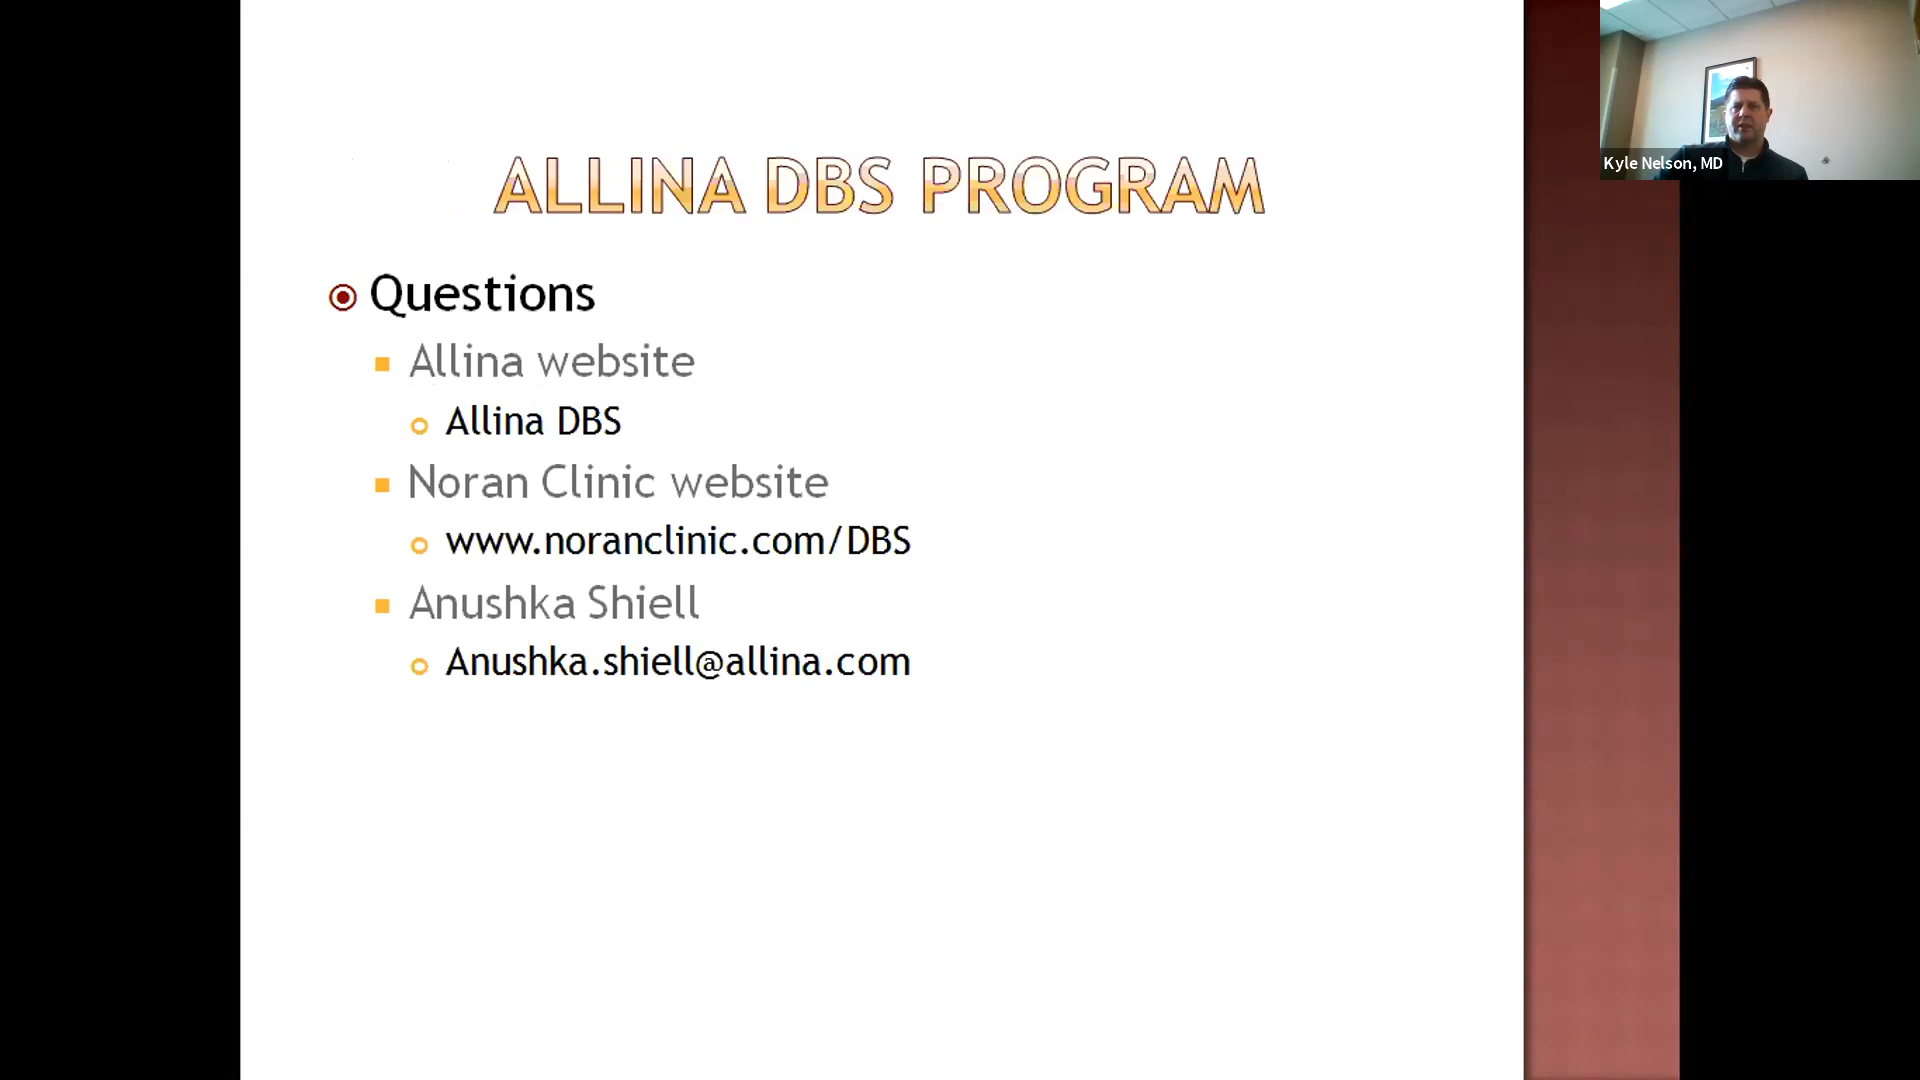 ALLINA DBS PROGRAM
Questions
Allina website
Allina DBS
Noran Clinic website
www.noranclinic.com/DBS
Anushka Shiell
Anushka.shiell@allina.com
Kyle Nelson, MD